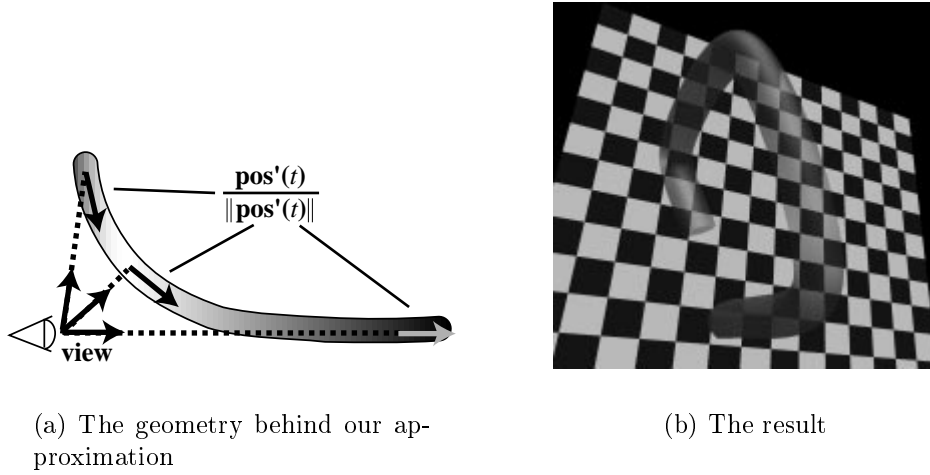 pos'(t)
‖pos'(t)‖
view
(a) The geometry behind our ap-
proximation
(b) The result